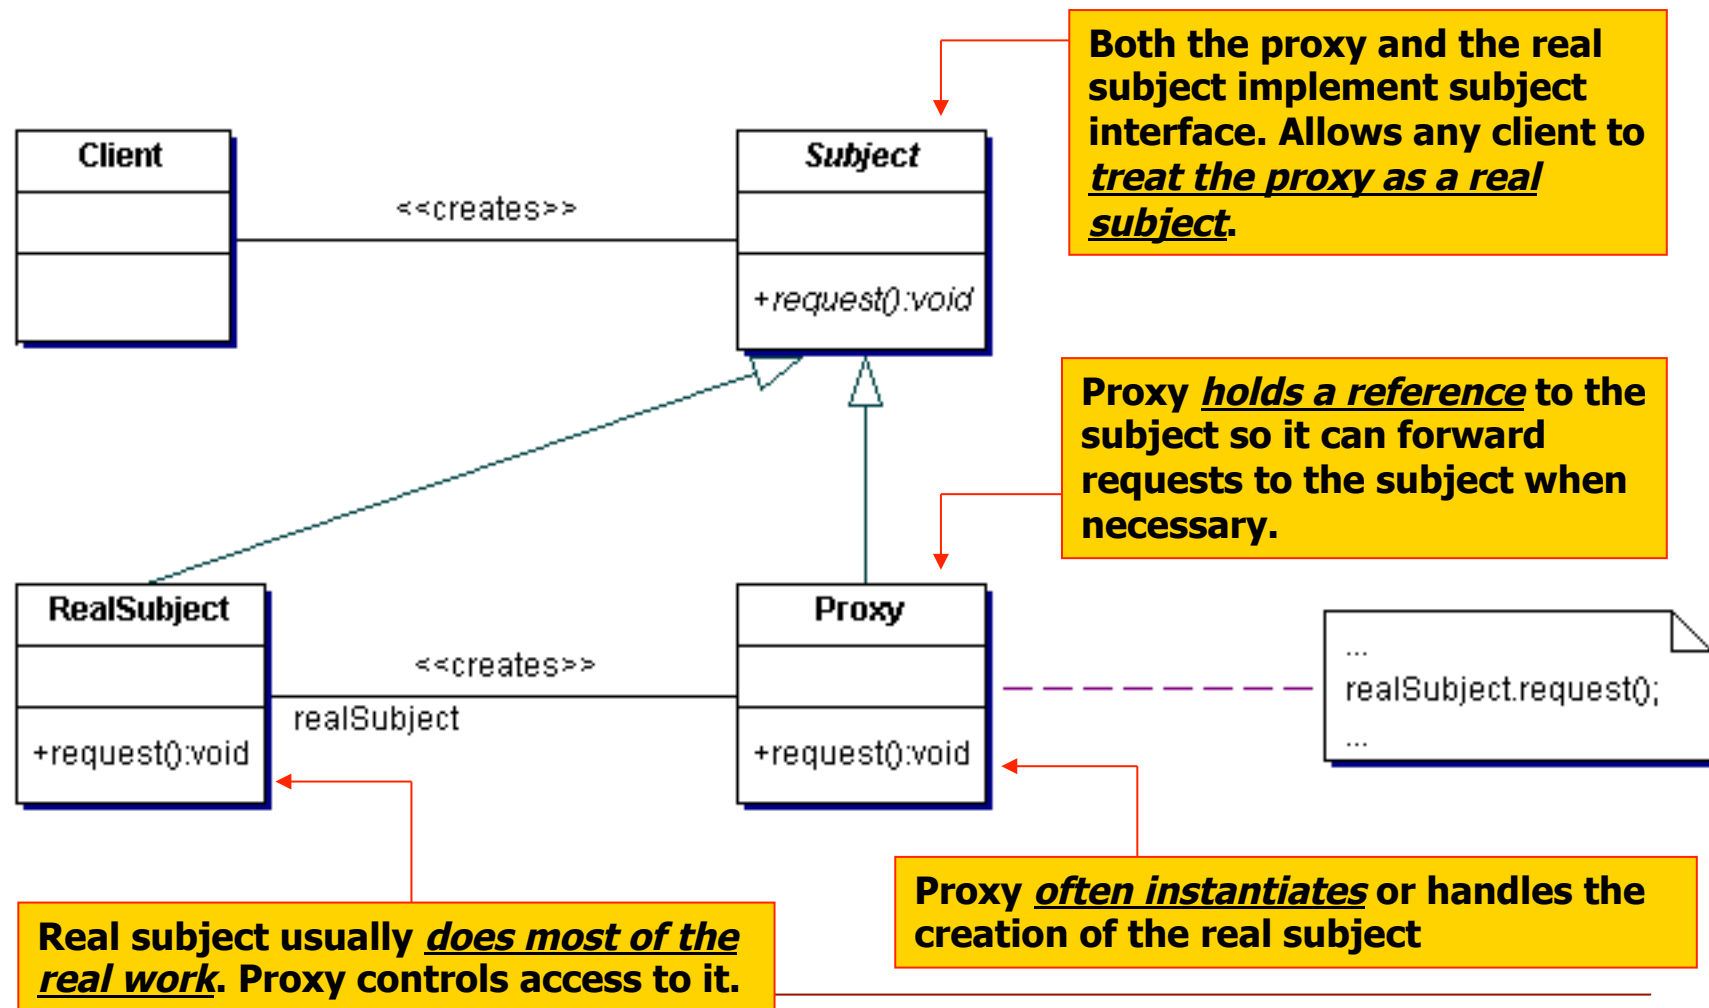 Both the proxy and the real
subject implement subject
interface. Allows any client to
treat the proxy as a real
subject.
Client
<<creates>>
Subject
+request():void
Proxy holds a reference to the
subject so it can forward
requests to the subject when
necessary.
RealSubject
+request():void
<<creates>>
realSubject
Proxy
+request():void
...
realSubject.request();
...
Real subject usually does most of the
real work. Proxy controls access to it.
Proxy often instantiates or handles the
creation of the real subject